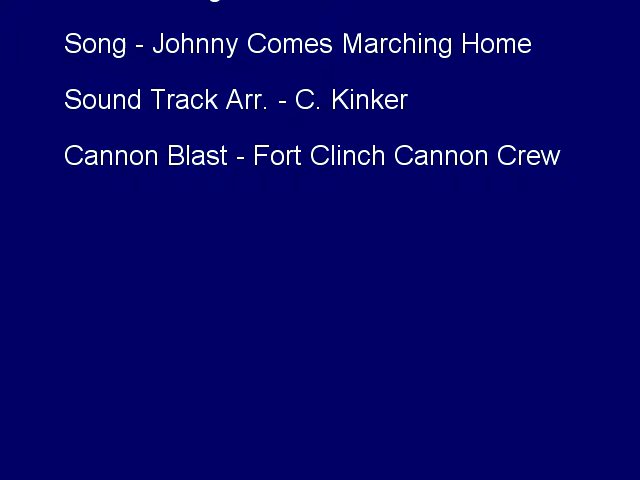 Song - Johnny Comes Marching Home
Sound Track Arr. - C. Kinker
Cannon Blast - Fort Clinch Cannon Crew